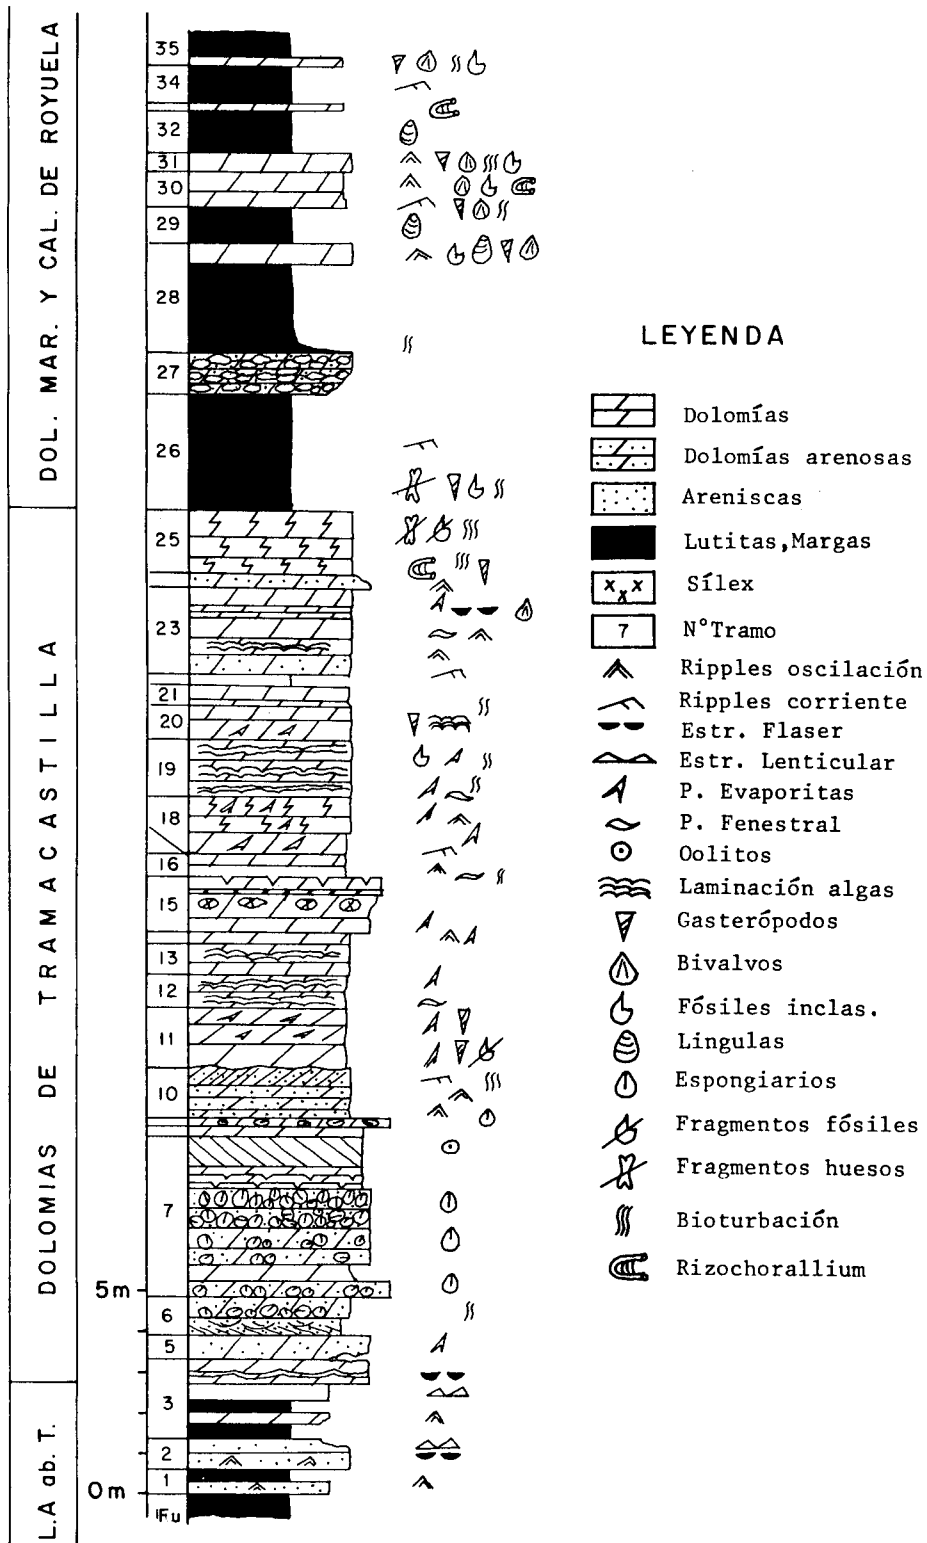 DOL. MAR. Y CAL. DE ROYUELA
DOLOMIAS DE TRAMACASTILLA
L.A ab. T.
35
34
32
31
30
29
28
27
26
25
23
21
20
19
18
16
15
13
12
11
10
7
5m
6
5
3
2
1
0m
Fu
LEYENDA
Dolomías
Dolomías arenosas
Areniscas
Lutitas,Margas
Sílex
7 N°Tramo
Ripples oscilación
Ripples corriente
Estr. Flaser
Estr. Lenticular
P. Evaporitas
P. Fenestral
Oolitos
Laminación algas
Gasterópodos
Bivalvos
Fósiles inclas.
Lingulas
Espongiarios
Fragmentos fósiles
Fragmentos huesos
Bioturbación
Rizochorallium